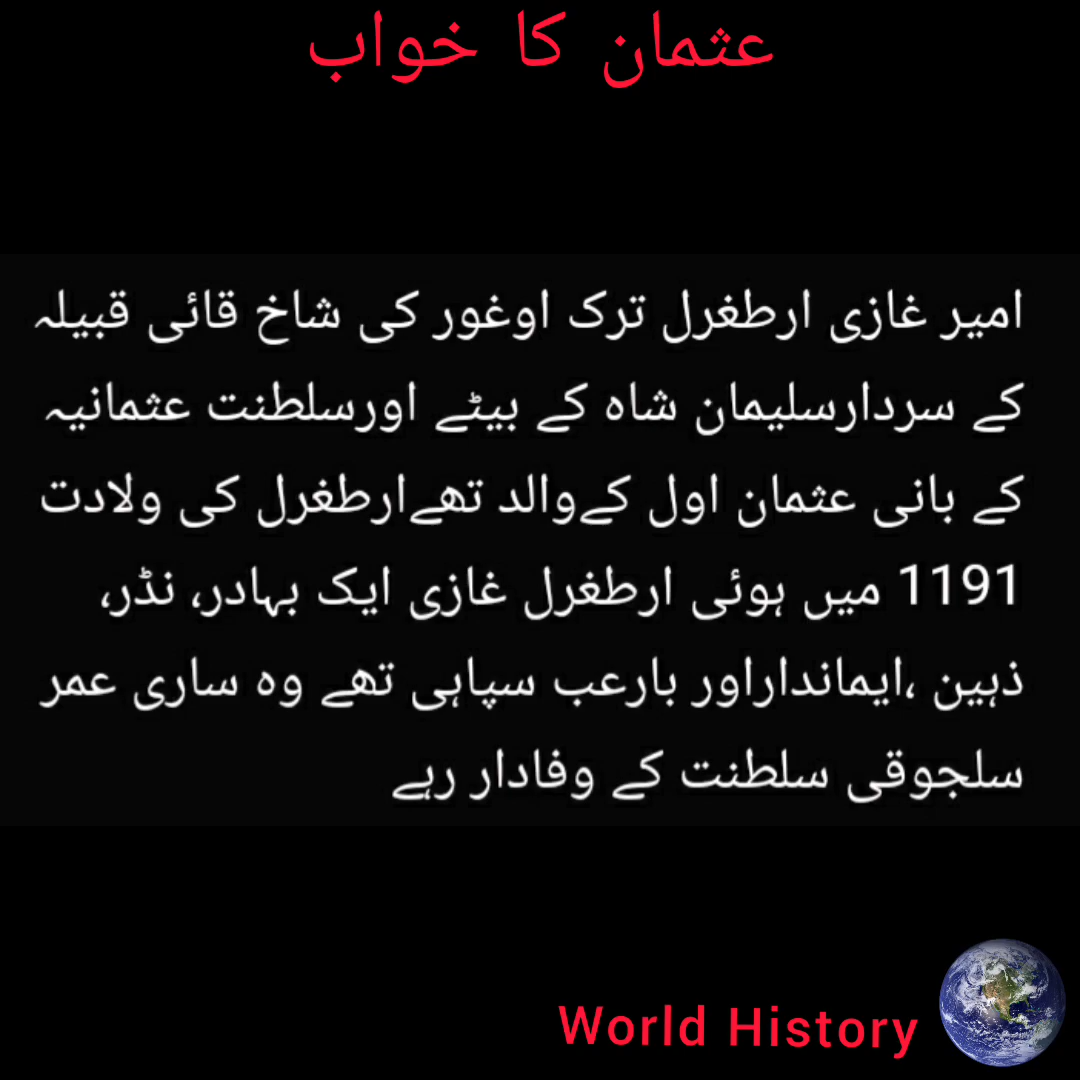 عثمان کا خواب
امیر غازی ارطغرل ترک اوغور کی شاخ قائی قبیلہ
کے سردارسلیمان شاہ کے بیٹے اورسلطنت عثمانیہ
کے بانی عثمان اول کےوالد تھےارطغرل کی ولادت
1191 میں ہوئی ارطغرل غازی ایک بہادر، نڈر،
ذہین ،ایمانداراور بارعب سپاہی تھے وہ ساری عمر
سلجوقی سلطنت کے وفادار رہے
World History